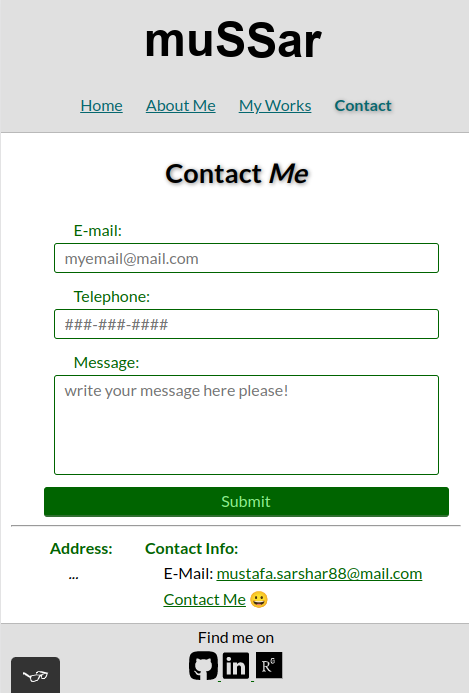 muSSar
Home About Me My Works Contact
Contact Me
E-mail:
myemail@mail.com
Telephone:
###-###-####
Message:
write your message here please!
Submit
Address: Contact Info:
... E-Mail: mustafa.sarshar88@mail.com
Contact Me 😀
Find me on
in R